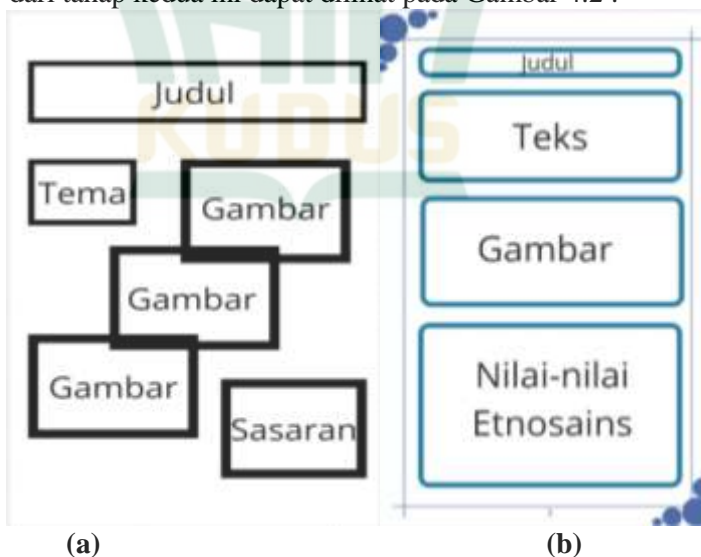 dari tahap kedua ini dapat dilihat pada Gambar 4.2 .
Judul
Tema
Gambar
Gambar
Gambar
Sasaran
(a)
Judul
Teks
Gambar
Nilai-nilai
Etnosains
(b)
KUDUS